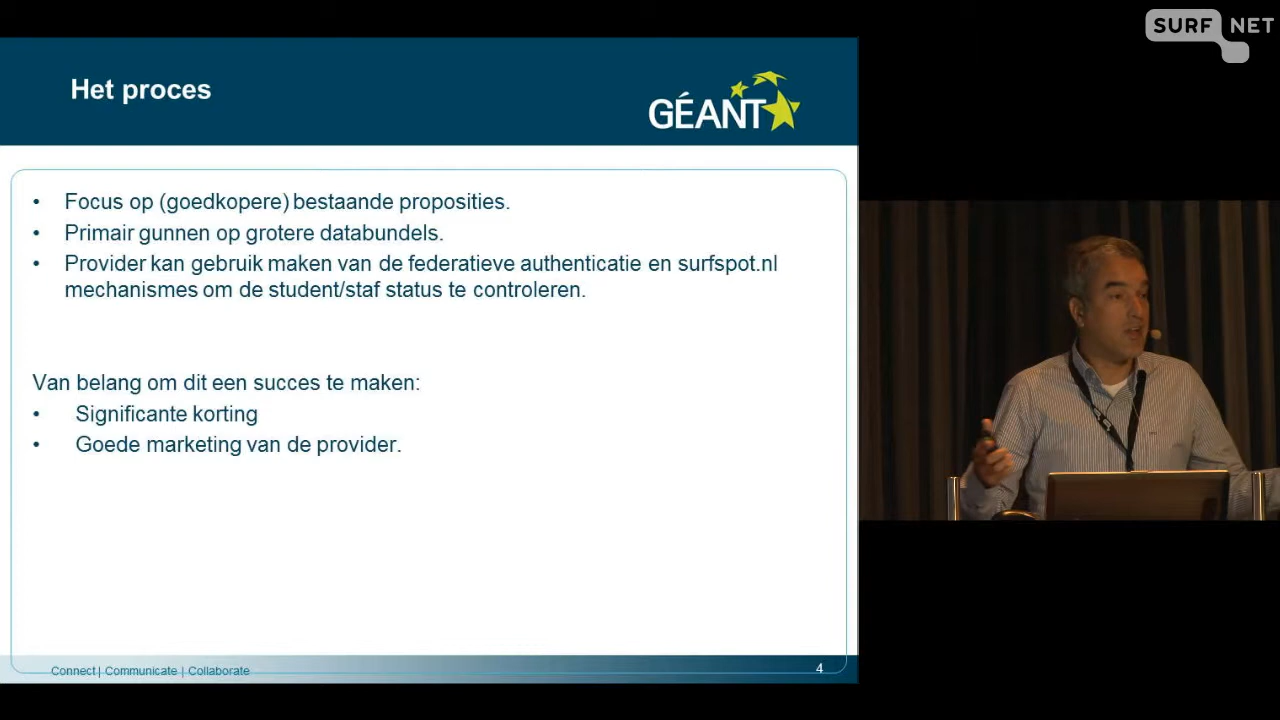 SURF NET
Het proces
GÉANT
• Focus op (goedkopere) bestaande proposities.
• Primair gunnen op grotere databundels.
• Provider kan gebruik maken van de federatieve authenticatie en surfspot.nl
mechanismes om de student/staf status te controleren.
Van belang om dit een succes te maken:
• Significante korting
• Goede marketing van de provider.
Connect | Communicate | Collaborate
4